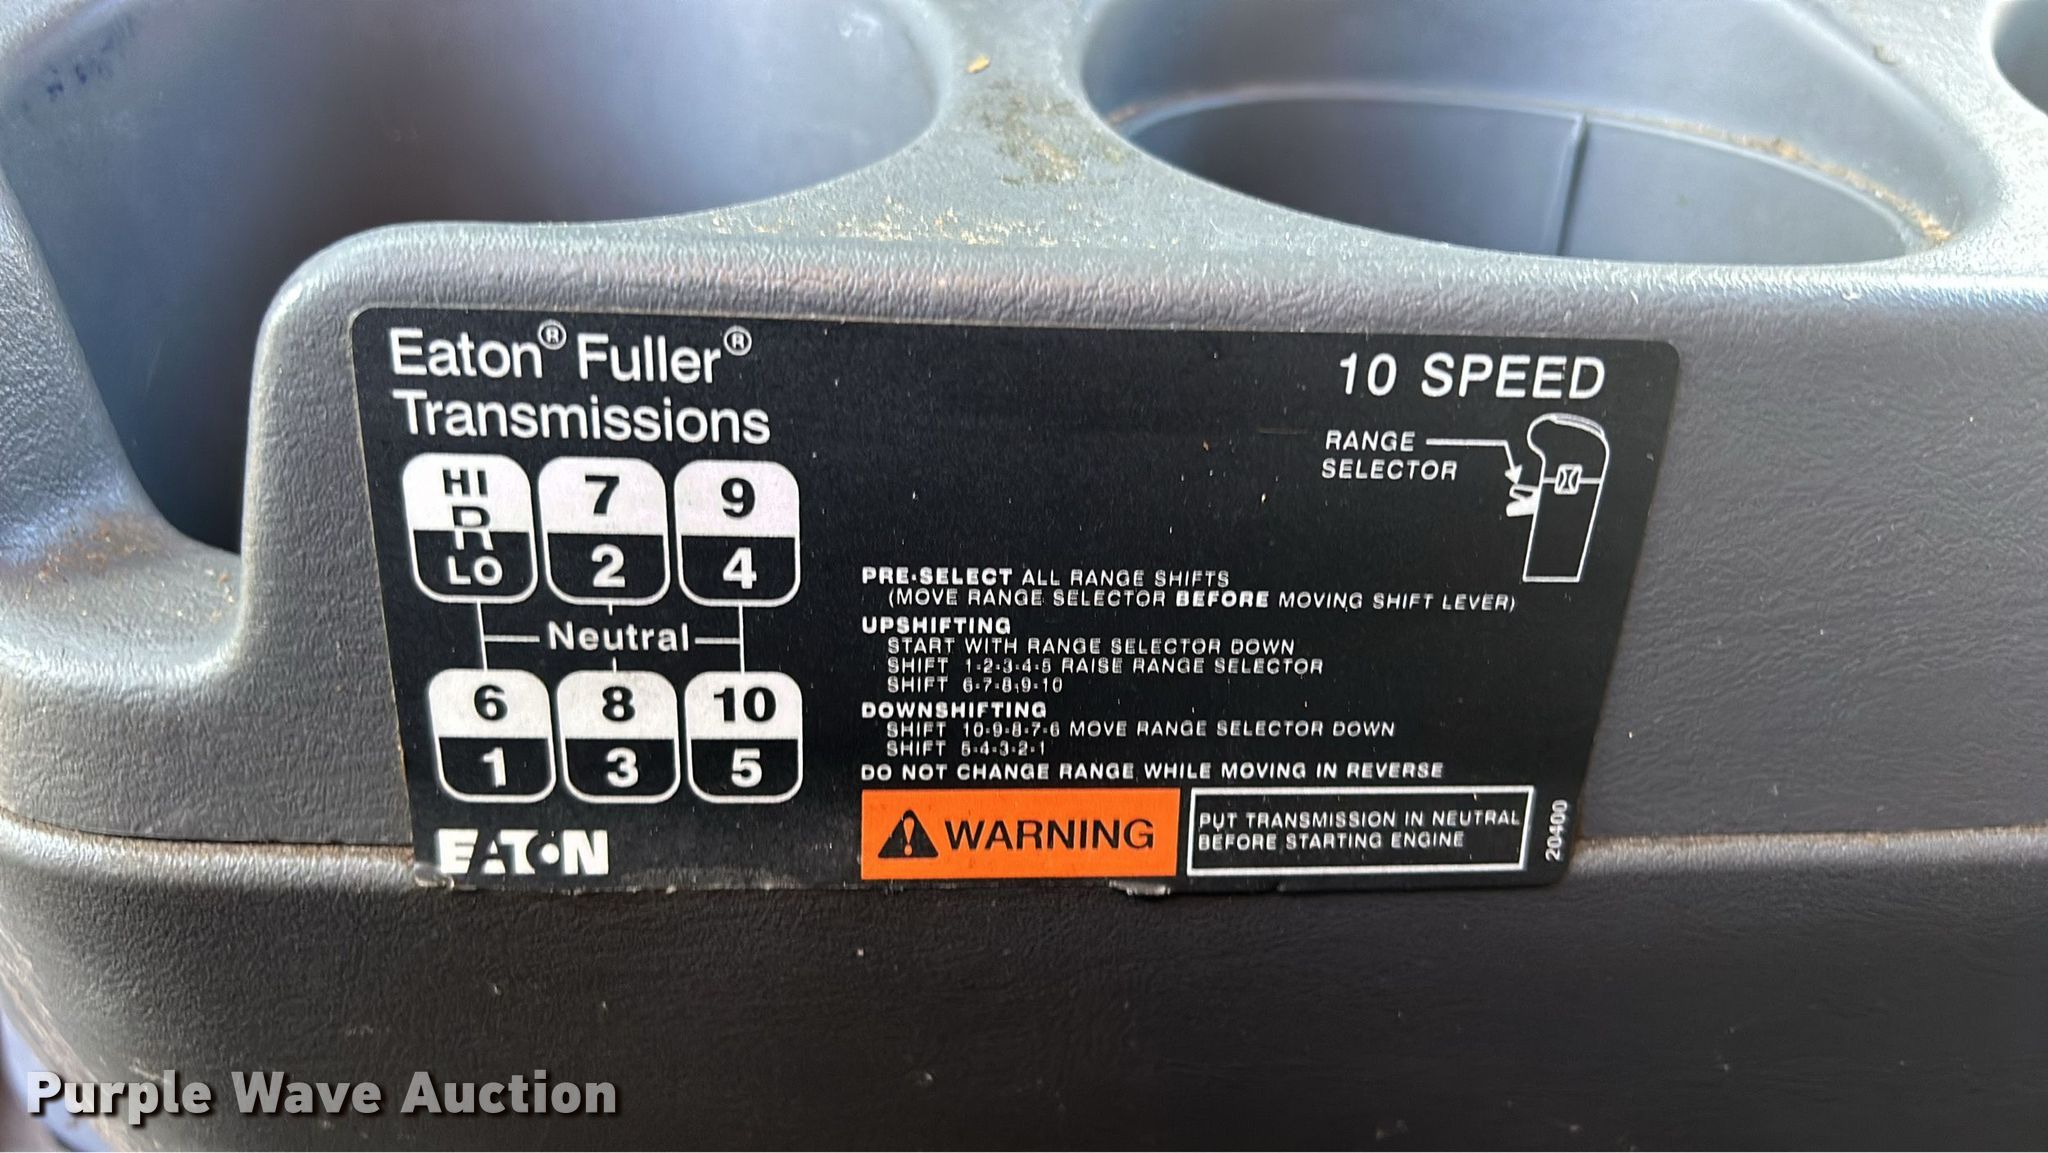 Eaton® Fuller®
Transmissions
10 SPEED
RANGE
SELECTOR
HI 7 9
R
LO 2 4
Neutral
6 8 10
1 3 5
EATON
PRE-SELECT ALL RANGE SHIFTS
(MOVE RANGE SELECTOR BEFORE MOVING SHIFT LEVER)
UPSHIFTING
START WITH RANGE SELECTOR DOWN
SHIFT 1-2-3-4-5 RAISE RANGE SELECTOR
SHIFT 6-7-8-9-10
DOWNSHIFTING
SHIFT 10-9-8-7-6 MOVE RANGE SELECTOR DOWN
SHIFT 5-4-3-2-1
DO NOT CHANGE RANGE WHILE MOVING IN REVERSE
WARNING
PUT TRANSMISSION IN NEUTRAL
BEFORE STARTING ENGINE
20400
Purple Wave Auction